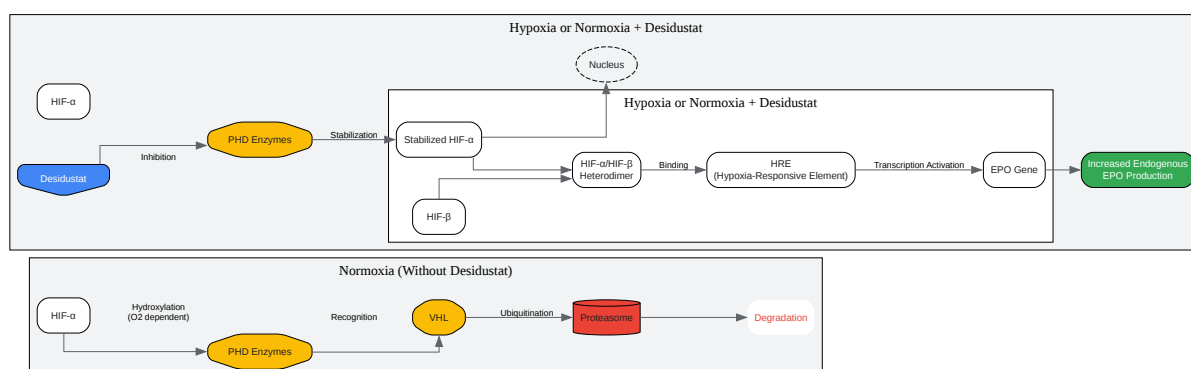 Hypoxia or Normoxia + Desidustat
Nucleus
HIF-α
Hypoxia or Normoxia + Desidustat
Desidustat
Inhibition
PHD Enzymes
Stabilization
Stabilized HIF-α
HIF-β
HIF-α/HIF-β
Heterodimer
Binding
HRE
(Hypoxia-Responsive Element)
Transcription Activation
EPO Gene
Increased Endogenous
EPO Production
Normoxia (Without Desidustat)
HIF-α
Hydroxylation
(O2 dependent)
PHD Enzymes
Recognition
VHL
Ubiquitination
Proteasome
Degradation